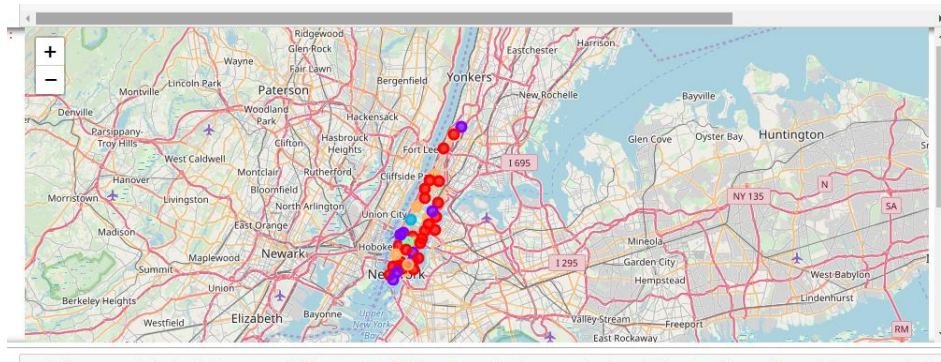 +
−
Ridgewood
Glen Rock
Wayne
Fair Lawn
Eastchester
Harrison
Lincoln Park
Montville
Paterson
Bergenfield
Yonkers
Denville
Woodland
Park
Hackensack
New Rochelle
Bayville
Parsippany-
Troy Hills
Clifton
Hasbrouck
Heights
Fort Lee
Glen Cove
Oyster Bay
Huntington
West Caldwell
I 695
Montclair
Rutherford
Cliffside P
Hanover
Bloomfield
Morristown
Livingston
North Arlington
NY 135
N
SA
Union City
Madison
East Orange
Maplewood
Newark
Hoboke
Mineola
Summit
New York
I 295
Garden City
Hempstead
West Babylon
Union
Berkeley Heights
Lindenhurst
Westfield
Elizabeth
Bayonne
Upper
New York
Bay
Valley Stream
Freeport
East Rockaway
RM